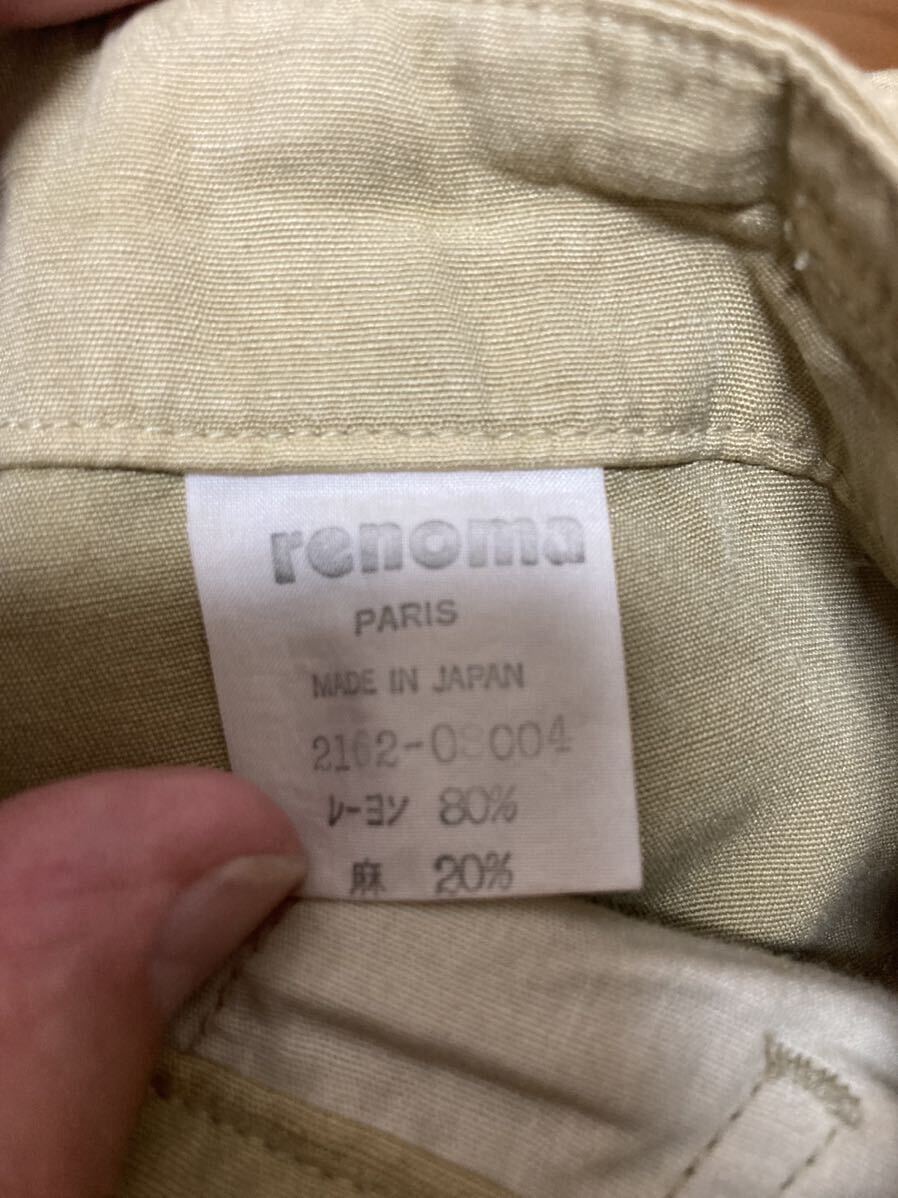 renoma
PARIS
MADE IN JAPAN
2162-08004
レーヨン 80%
麻 20%